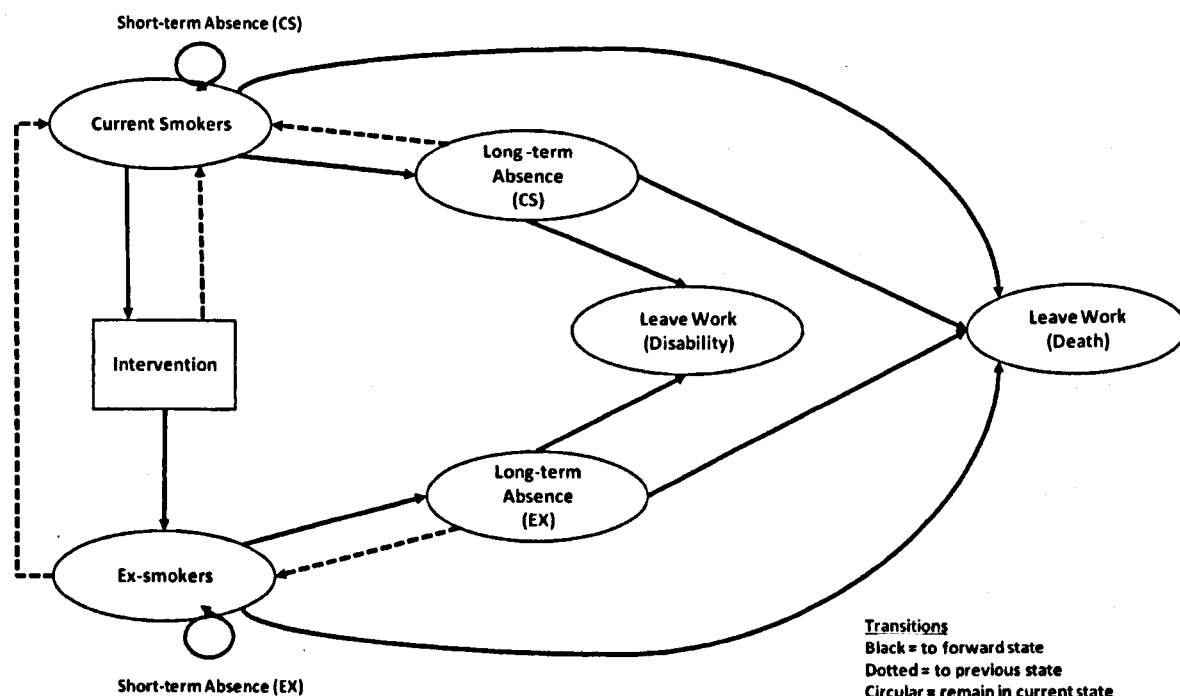 Short-term Absence (CS)
Current Smokers
Long-term
Absence
(CS)
Leave Work
(Disability)
Leave Work
(Death)
Intervention
Long-term
Absence
(EX)
Ex-smokers
Short-term Absence (EX)
Transitions
Black = to forward state
Dotted = to previous state
Circular = remain in current state